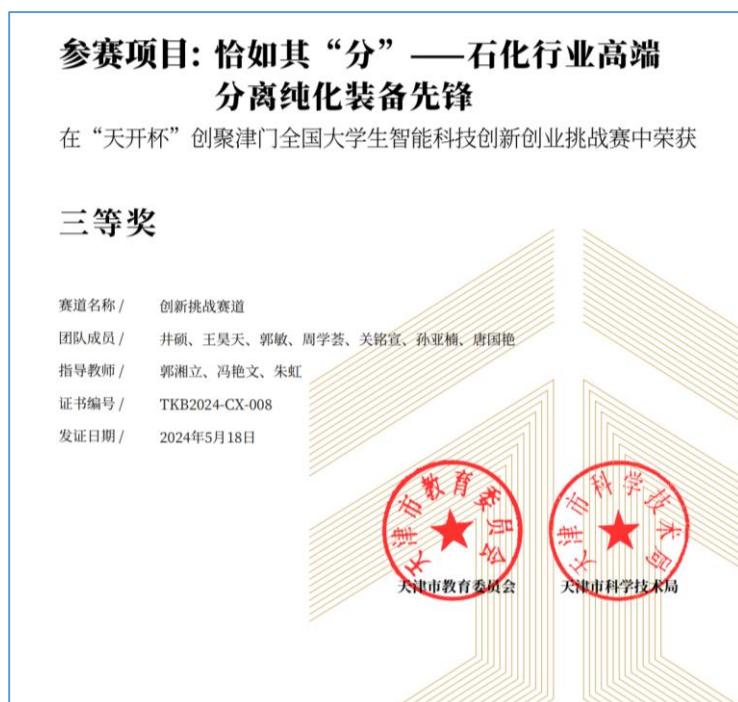 参赛项目: 恰如其“分”——石化行业高端
分离纯化装备先锋
在“天开杯”创聚津门全国大学生智能科技创新创业挑战赛中荣获
三等奖
赛道名称 / 创新挑战赛道
团队成员 / 井硕、王昊天、郭敏、周学荟、关铭宣、孙亚楠、唐国艳
指导教师 / 郭湘立、冯艳文、朱虹
证书编号 / TKB2024-CX-008
发证日期 / 2024年5月18日
天津市教育委员会 天津市科学技术局
天津市教育委员会 天津市科学技术局